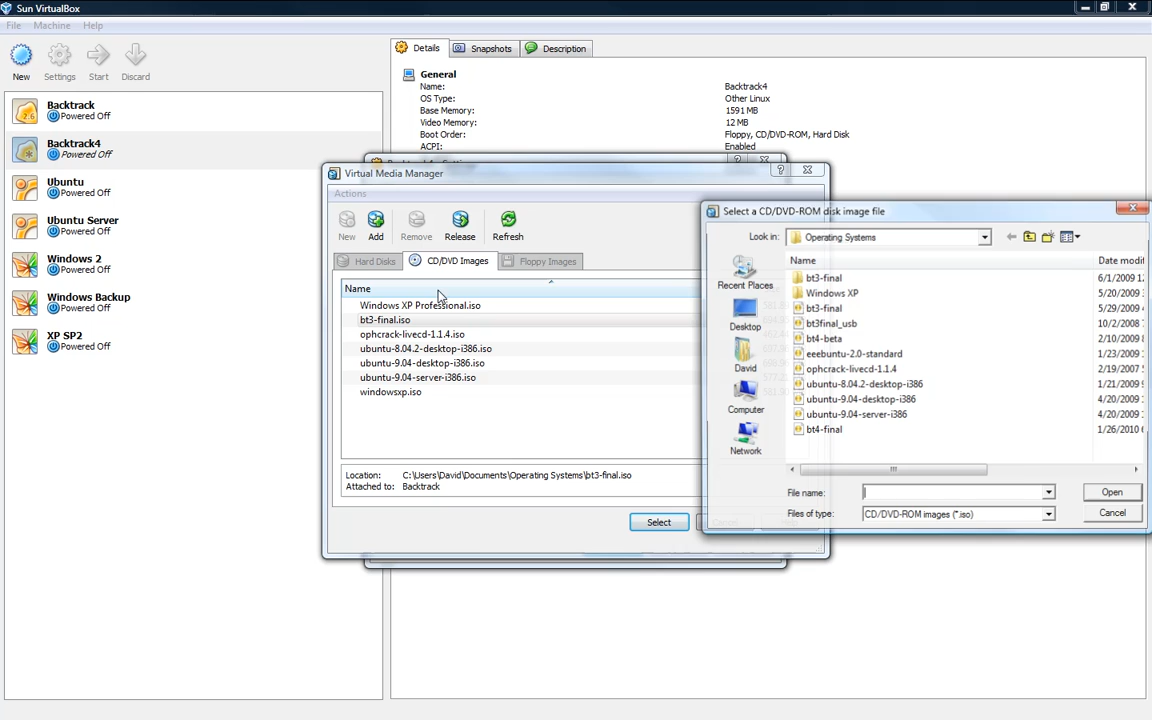 Sun VirtualBox
File Machine Help
New Settings Start Discard
Backtrack
Powered Off
Backtrack4
Powered Off
Ubuntu
Powered Off
Ubuntu Server
Powered Off
Windows 2
Powered Off
Windows Backup
Powered Off
XP SP2
Powered Off
Details Snapshots Description
General
Name: Backtrack4
OS Type: Other Linux
Base Memory: 1591 MB
Video Memory: 12 MB
Boot Order: Floppy, CD/DVD-ROM, Hard Disk
ACPI: Enabled
Virtual Media Manager
Actions
New Add Remove Release Refresh
Hard Disks CD/DVD Images Floppy Images
Name
Windows XP Professional.iso
bt3-final.iso
ophcrack-livecd-1.1.4.iso
ubuntu-8.04.2-desktop-i386.iso
ubuntu-9.04-desktop-i386.iso
ubuntu-9.04-server-i386.iso
windowsxp.iso
Location: C:\Users\David\Documents\Operating Systems\bt3-final.iso
Attached to: Backtrack
Select
Select a CD/DVD-ROM disk image file
Look in: Operating Systems
Recent Places
Desktop
David
Computer
Network
Name Date modif
bt3-final 6/1/2009 1
Windows XP 5/20/2009
bt3-final 5/29/2009
bt3final_usb 10/2/2008
bt4-beta 2/10/2009
eeebuntu-2.0-standard 1/23/2009
ophcrack-livecd-1.1.4 2/19/2007
ubuntu-8.04.2-desktop-i386 1/21/2009
ubuntu-9.04-desktop-i386 4/20/2009
ubuntu-9.04-server-i386 4/20/2009
bt4-final 1/26/2010
File name:
Open
Files of type: CD/DVD-ROM images (*.iso)
Cancel